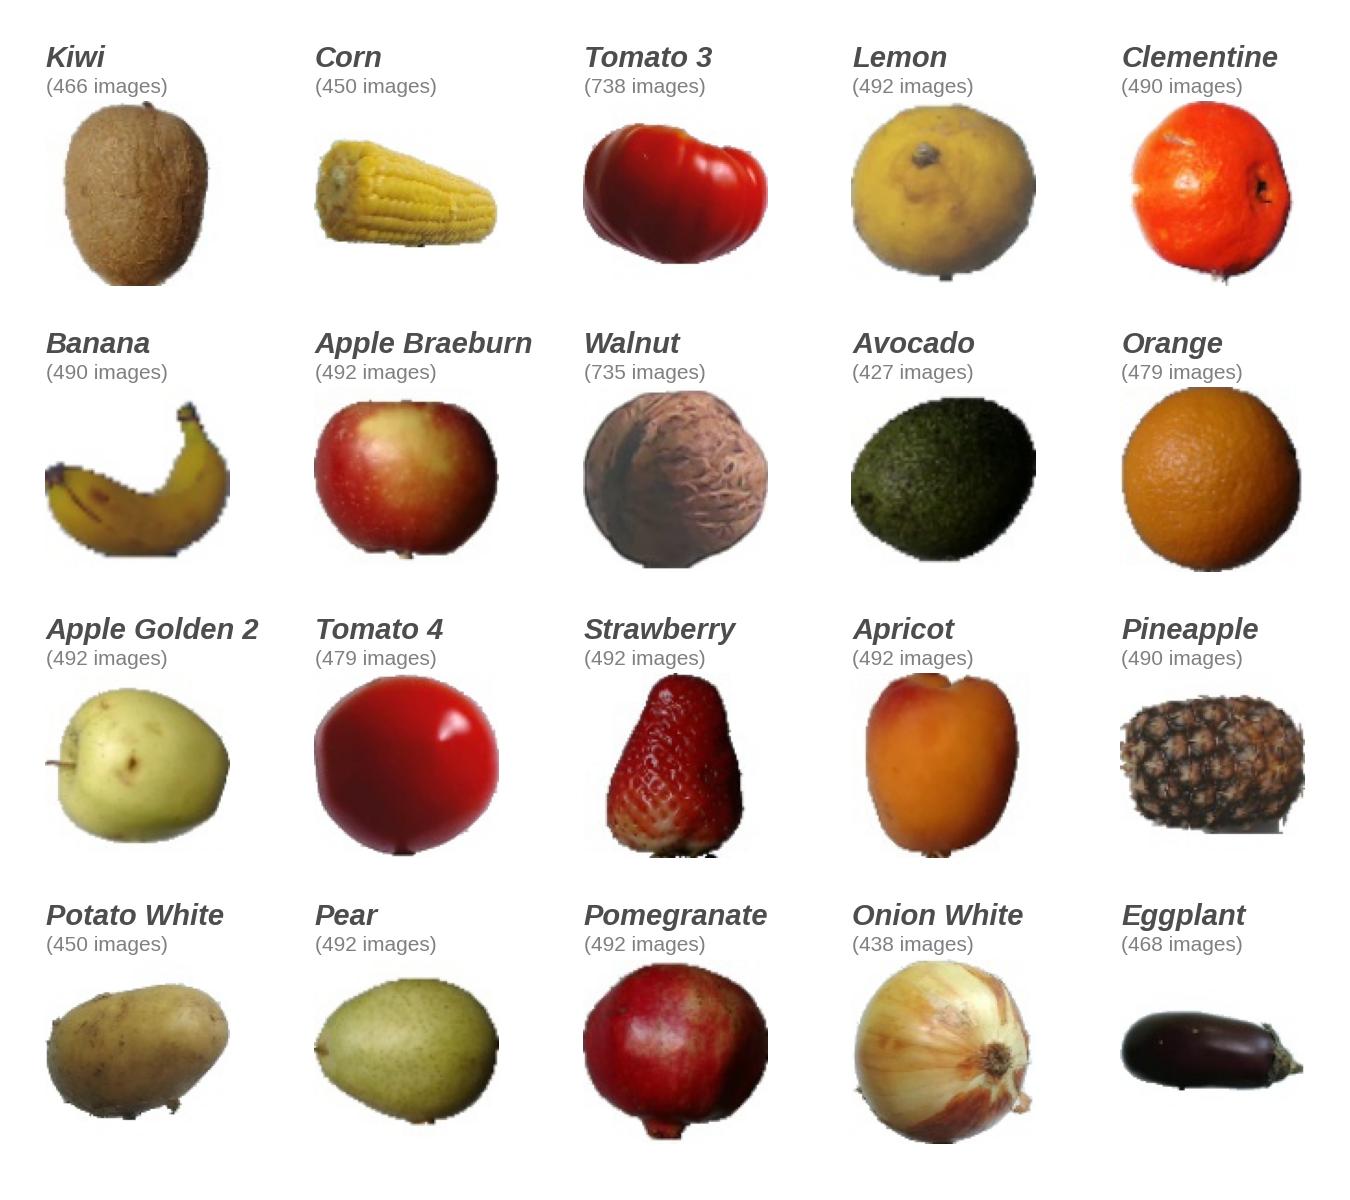 Kiwi
(466 images)
Corn
(450 images)
Tomato 3
(738 images)
Lemon
(492 images)
Clementine
(490 images)
Banana
(490 images)
Apple Braeburn
(492 images)
Walnut
(735 images)
Avocado
(427 images)
Orange
(479 images)
Apple Golden 2
(492 images)
Tomato 4
(479 images)
Strawberry
(492 images)
Apricot
(492 images)
Pineapple
(490 images)
Potato White
(450 images)
Pear
(492 images)
Pomegranate
(492 images)
Onion White
(438 images)
Eggplant
(468 images)